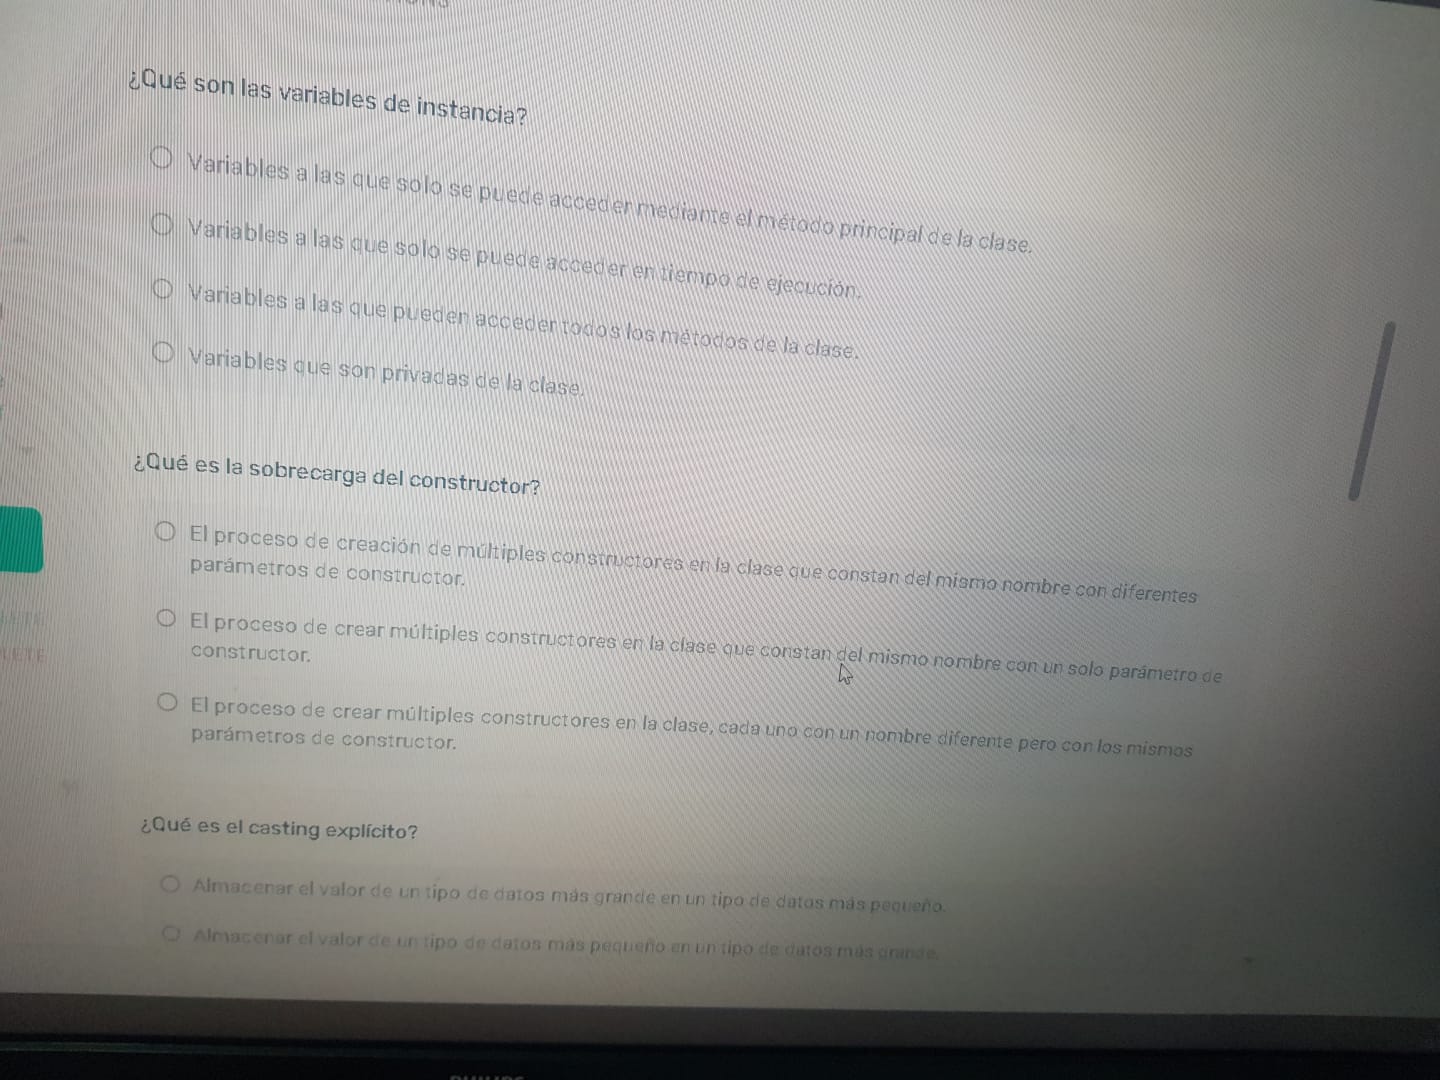 ¿Qué son las variables de instancia?
Variables a las que solo se puede acceder mediante el método principal de la clase.
Variables a las que solo se puede acceder en tiempo de ejecución.
Variables a las que pueden acceder todos los métodos de la clase.
Variables que son privadas de la clase.
¿Qué es la sobrecarga del constructor?
El proceso de creación de múltiples constructores en la clase que constan del mismo nombre con diferentes
parámetros de constructor.
El proceso de crear múltiples constructores en la clase que constan del mismo nombre con un solo parámetro de
constructor.
El proceso de crear múltiples constructores en la clase, cada uno con un nombre diferente pero con los mismos
parámetros de constructor.
LETE
¿Qué es el casting explícito?
Almacenar el valor de un tipo de datos más grande en un tipo de datos más pequeño.
Almacenar el valor de un tipo de datos más pequeño en un tipo de datos más grande.